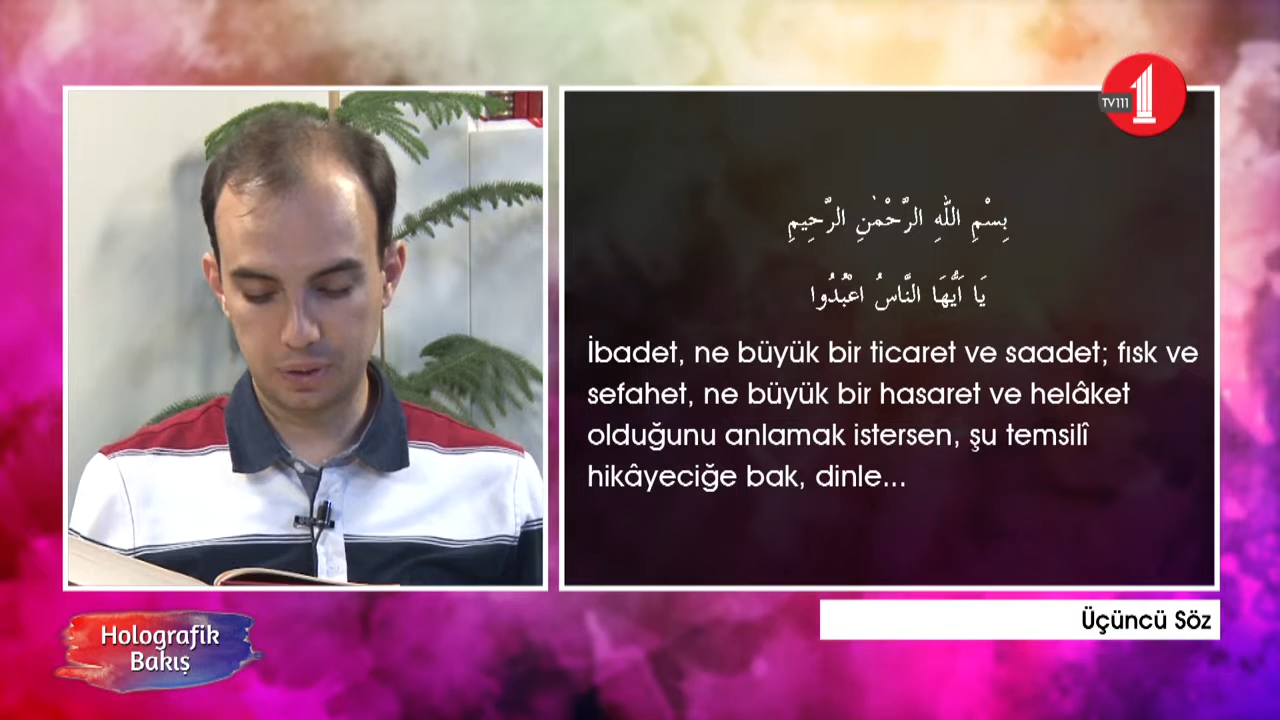 TV111
1
بِسْمِ اللّٰهِ الرَّحْمٰنِ الرَّحِيمِ
يَا اَيُّهَا النَّاسُ اعْبُدُوا
İbadet, ne büyük bir ticaret ve saadet; fısk ve
sefahet, ne büyük bir hasaret ve helâket
olduğunu anlamak istersen, şu temsilî
hikâyeciğe bak, dinle...
Üçüncü Söz
Holografik
Bakış